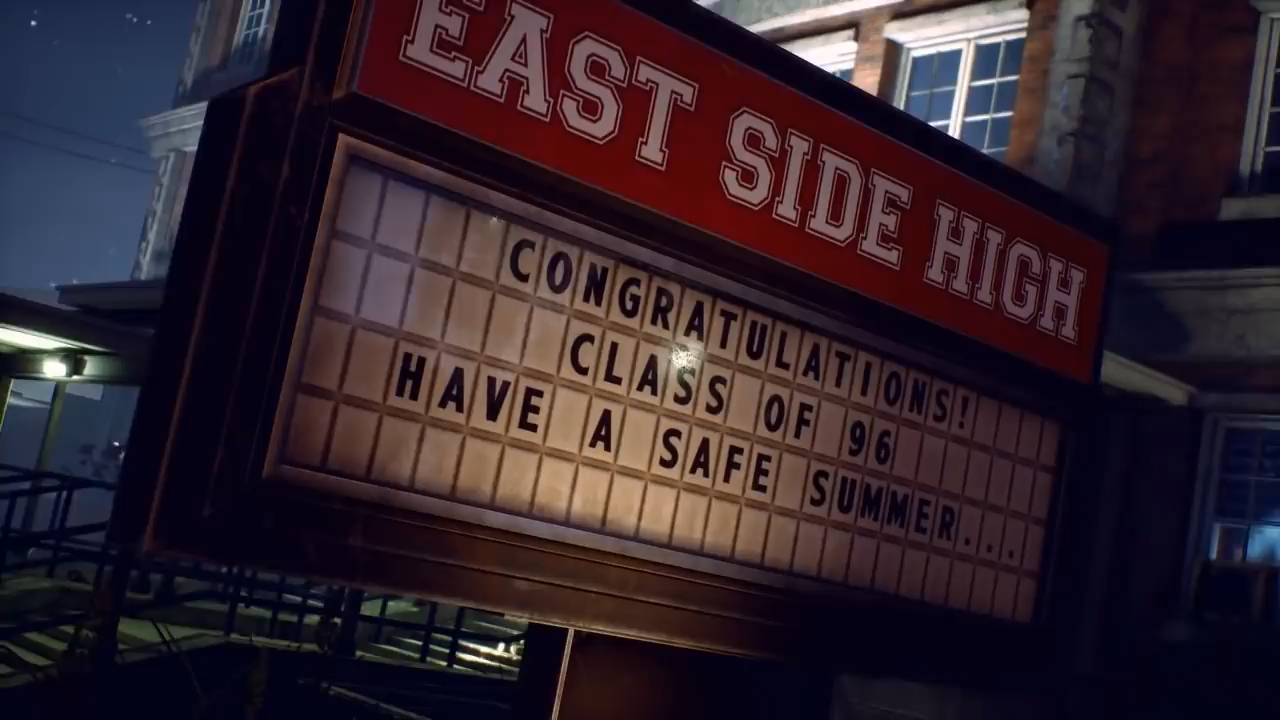 EAST SIDE HIGH
CONGRATULATIONS!
CLASS OF 96
HAVE A SAFE SUMMER...